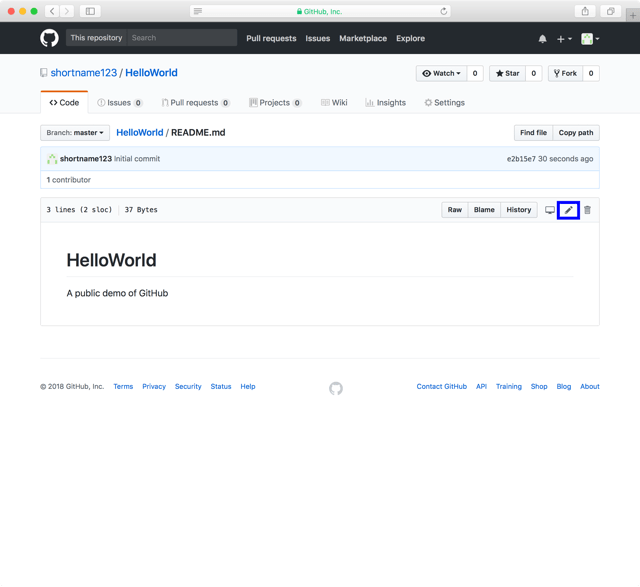 GitHub, Inc.
This repository Search Pull requests Issues Marketplace Explore
shortname123 / HelloWorld Watch 0 Star 0 Fork 0
Code Issues 0 Pull requests 0 Projects 0 Wiki Insights Settings
Branch: master HelloWorld / README.md Find file Copy path
shortname123 Initial commit e2b15e7 30 seconds ago
1 contributor
3 lines (2 sloc) 37 Bytes Raw Blame History
HelloWorld
A public demo of GitHub
© 2018 GitHub, Inc. Terms Privacy Security Status Help Contact GitHub API Training Shop Blog About